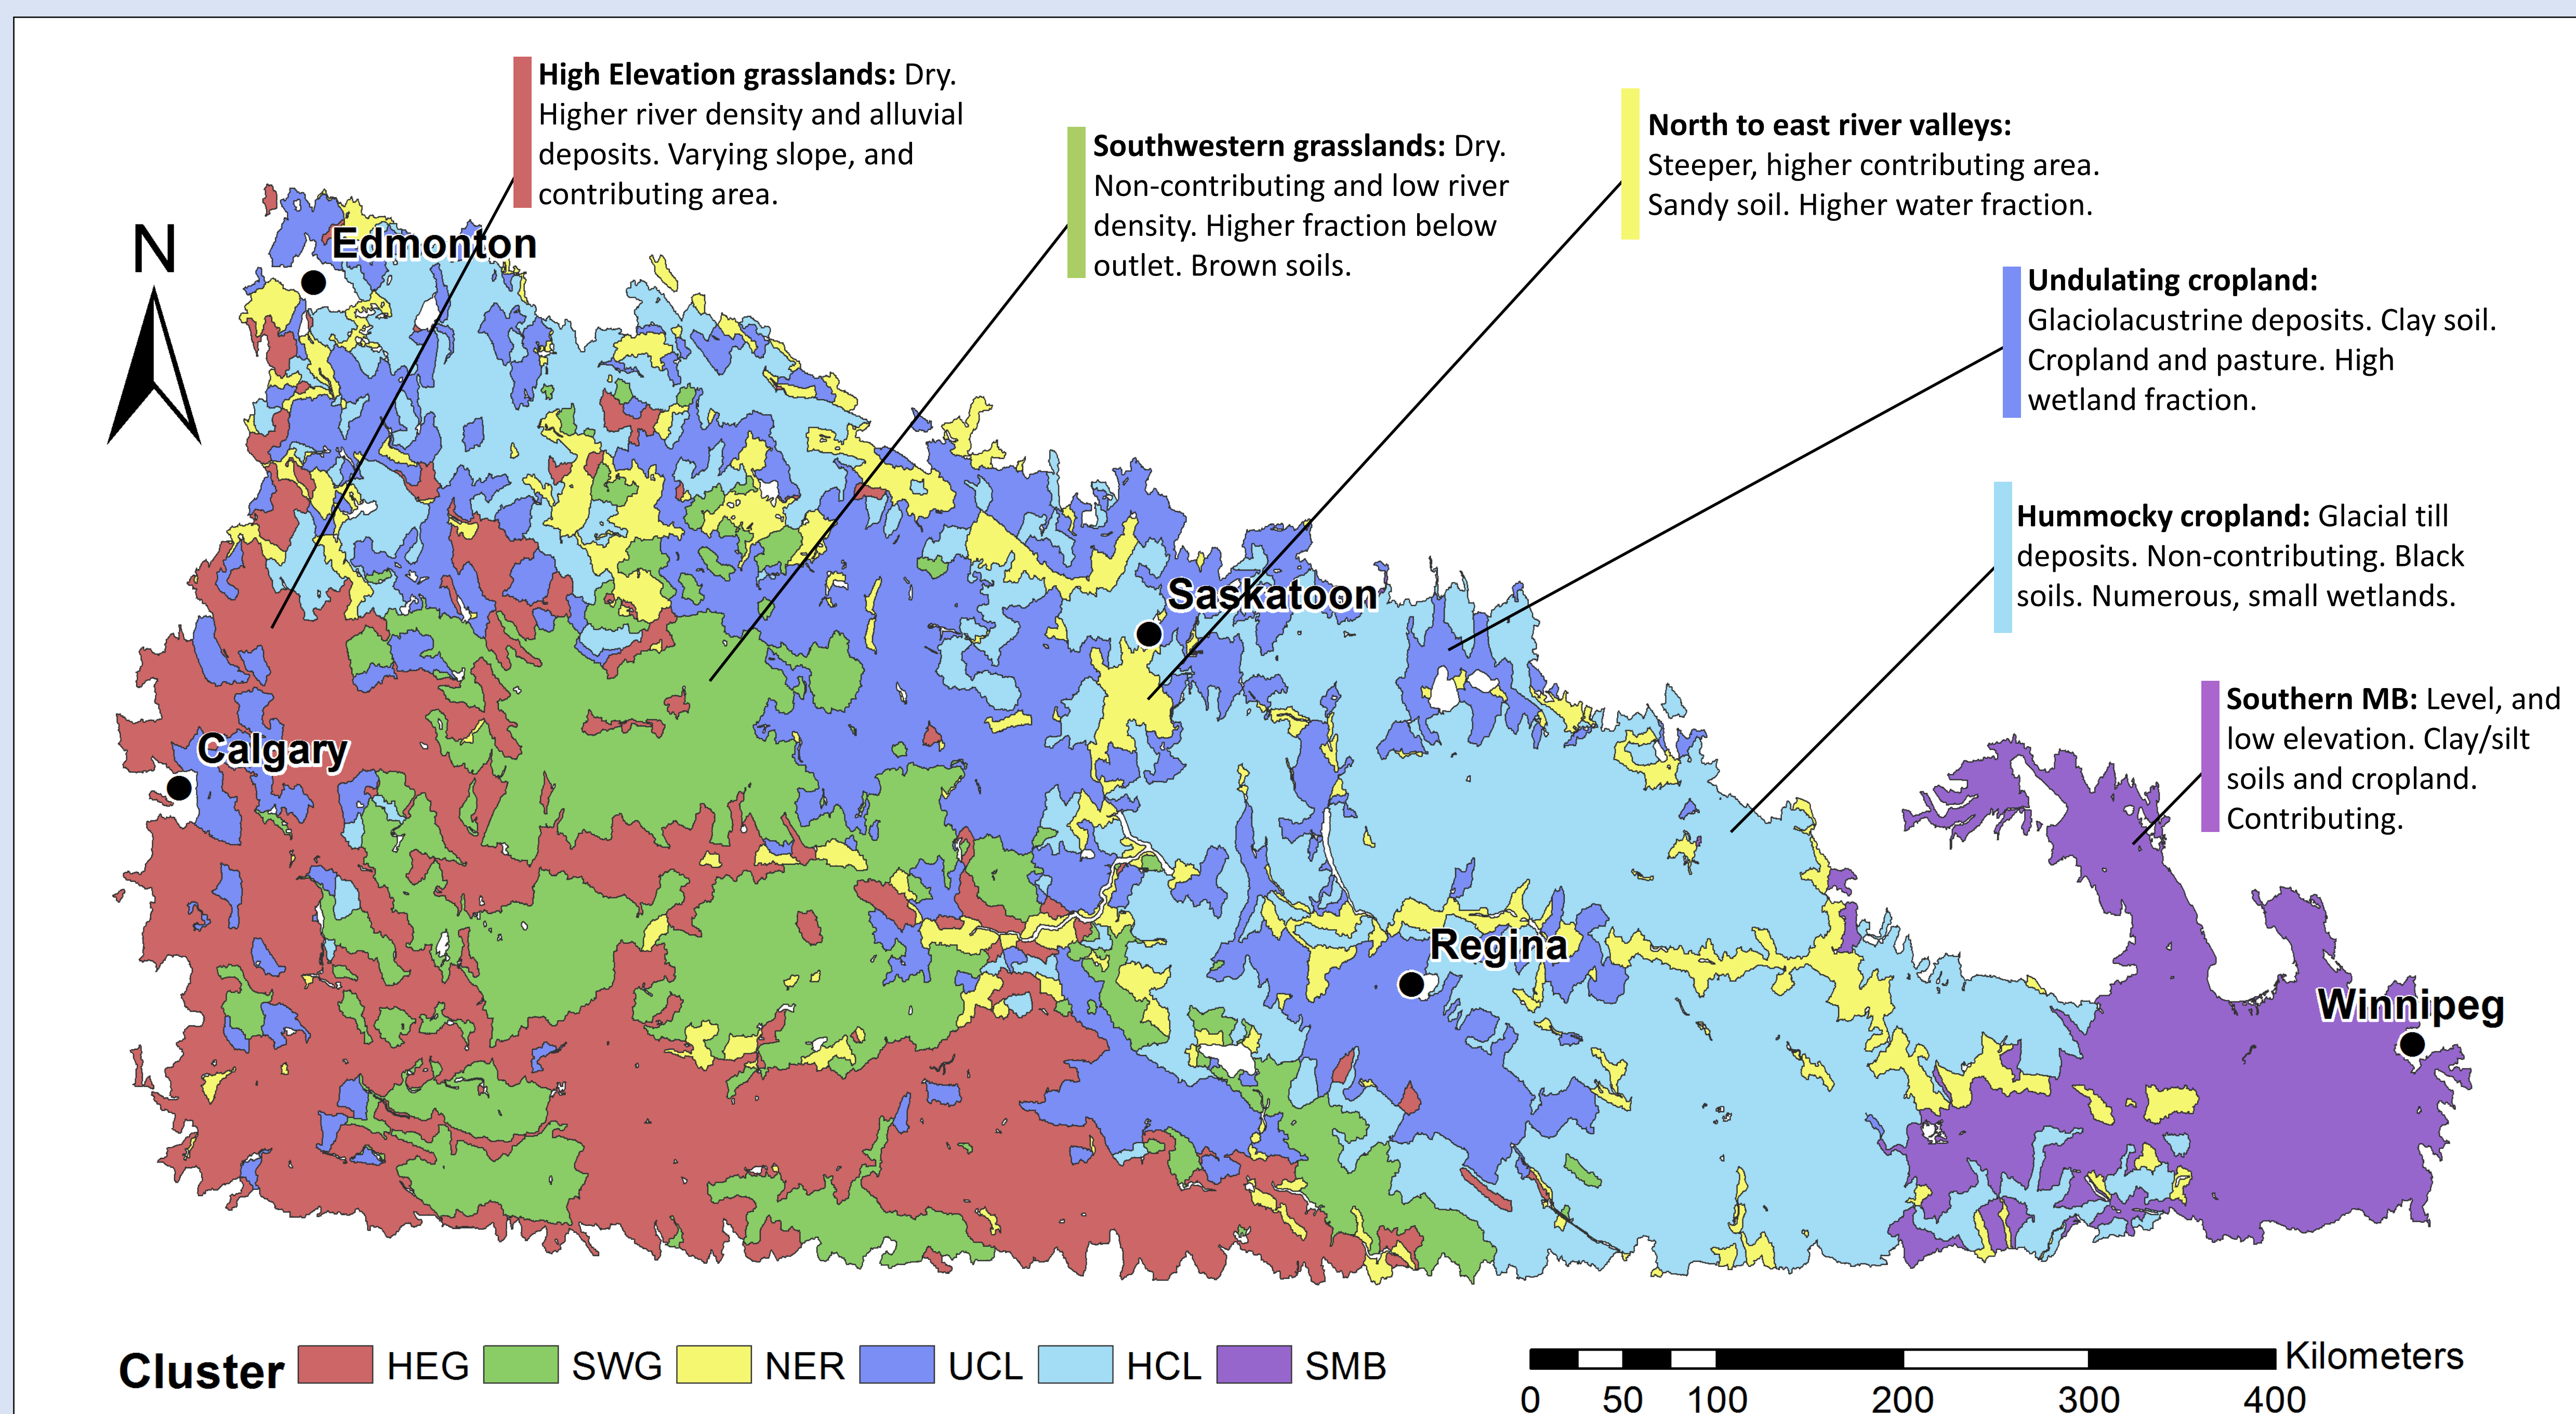 High Elevation grasslands: Dry.
Higher river density and alluvial
deposits. Varying slope, and
contributing area.
Southwestern grasslands: Dry.
Non-contributing and low river
density. Higher fraction below
outlet. Brown soils.
North to east river valleys:
Steeper, higher contributing area.
Sandy soil. Higher water fraction.
Undulating cropland:
Glaciolacustrine deposits. Clay soil.
Cropland and pasture. High
wetland fraction.
Hummocky cropland: Glacial till
deposits. Non-contributing. Black
soils. Numerous, small wetlands.
Southern MB: Level, and
low elevation. Clay/silt
soils and cropland.
Contributing.
N
Edmonton
Saskatoon
Calgary
Regina
Winnipeg
Cluster HEG SWG NER UCL HCL SMB
Kilometers
0 50 100 200 300 400